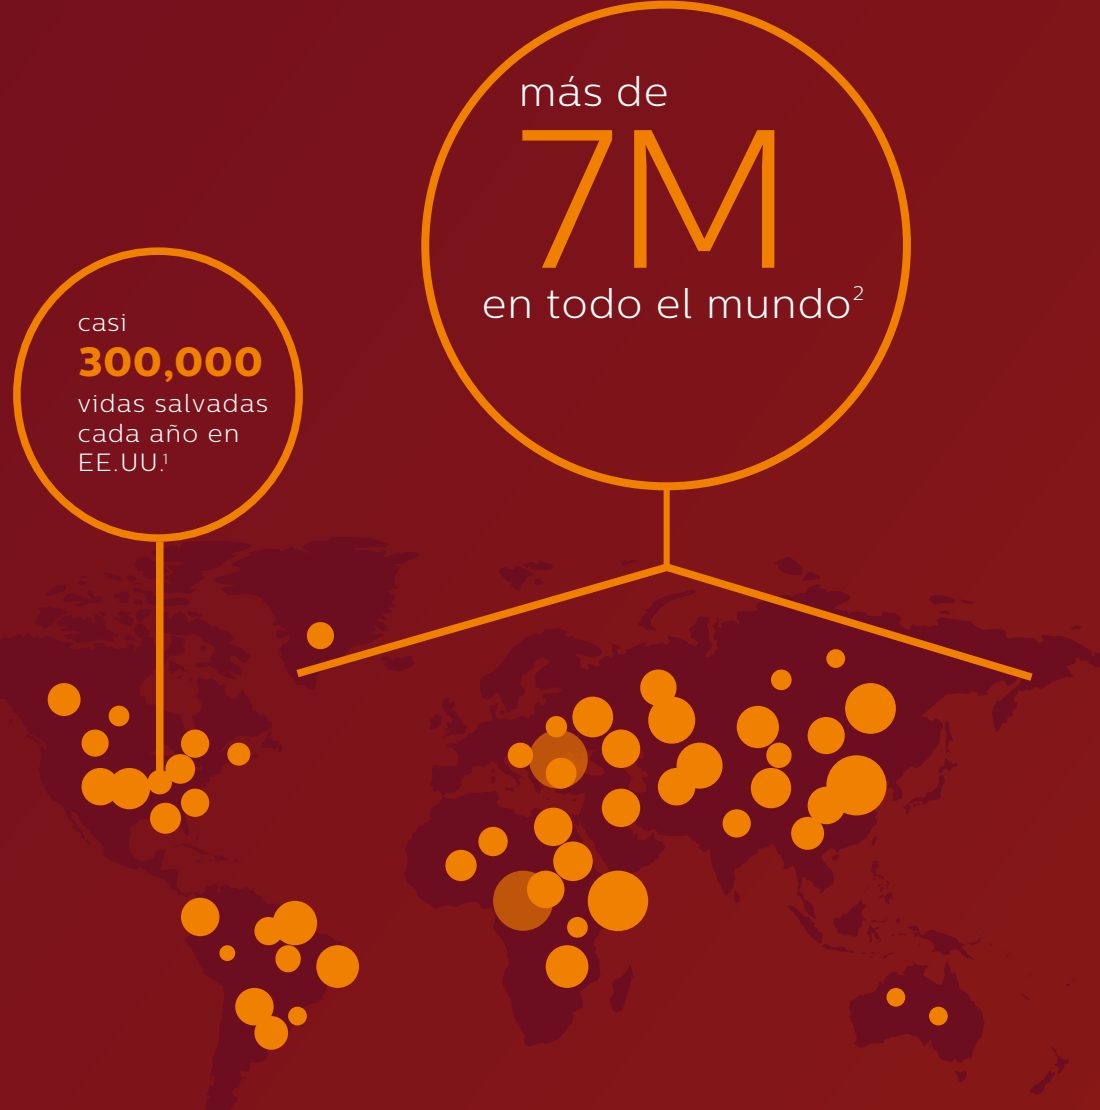 más de
7M
en todo el mundo²
casi
300,000
vidas salvadas
cada año en
EE.UU.¹